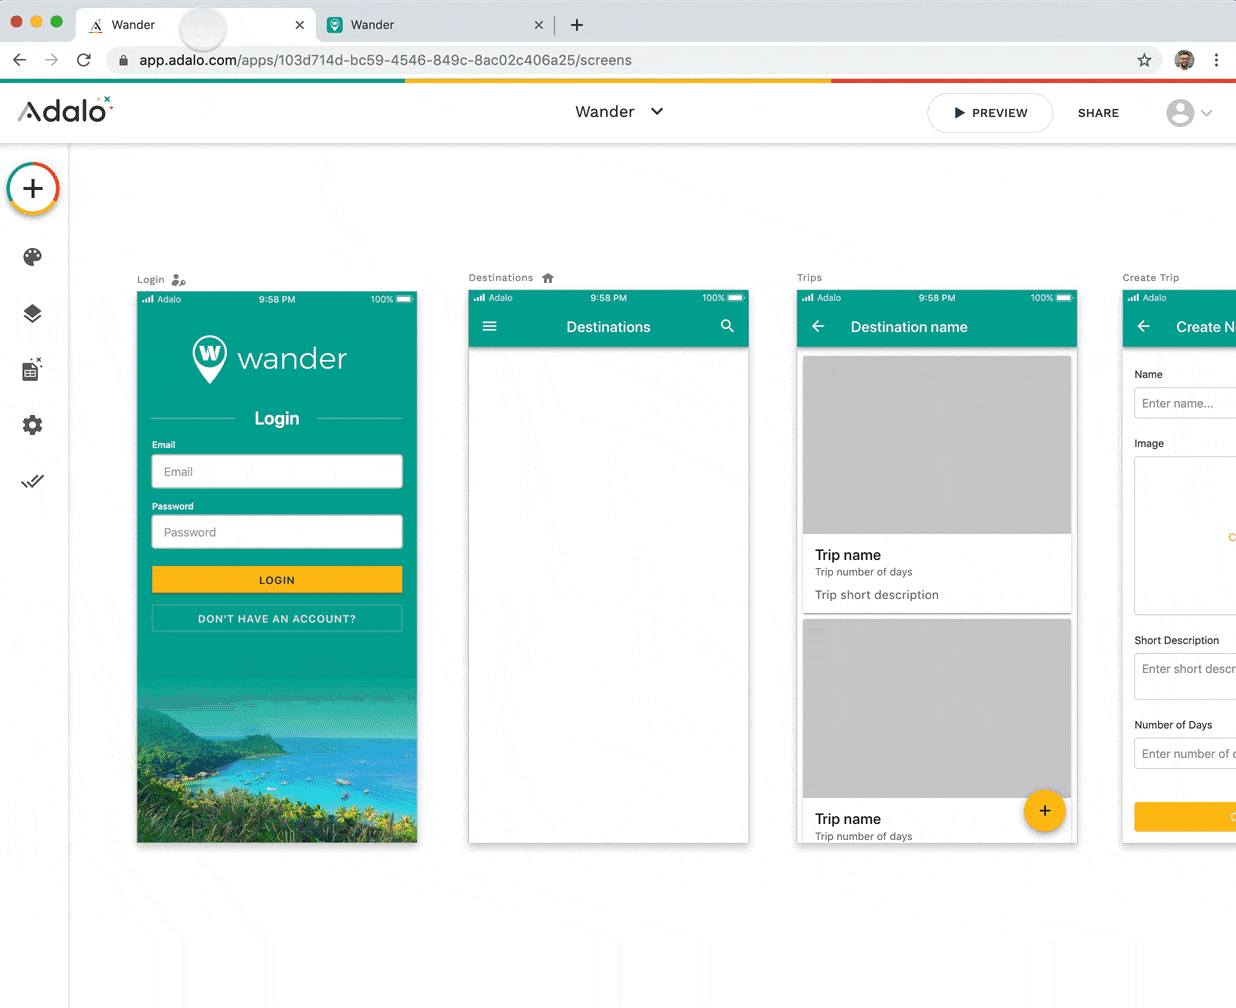 Wander
Wander
app.adalo.com/apps/103d714d-bc59-4546-849c-8ac02c406a25/screens
Adalo
Wander
PREVIEW
SHARE
Login
Adalo 9:58 PM 100%
W wander
Login
Email
Email
Password
Password
LOGIN
DON'T HAVE AN ACCOUNT?
Destinations
Adalo 9:58 PM 100%
Destinations
Trips
Adalo 9:58 PM 100%
Destination name
Trip name
Trip number of days
Trip short description
Trip name
Trip number of days
Create Trip
Adalo
Create N
Name
Enter name...
Image
C
Short Description
Enter short descr
Number of Days
Enter number of d